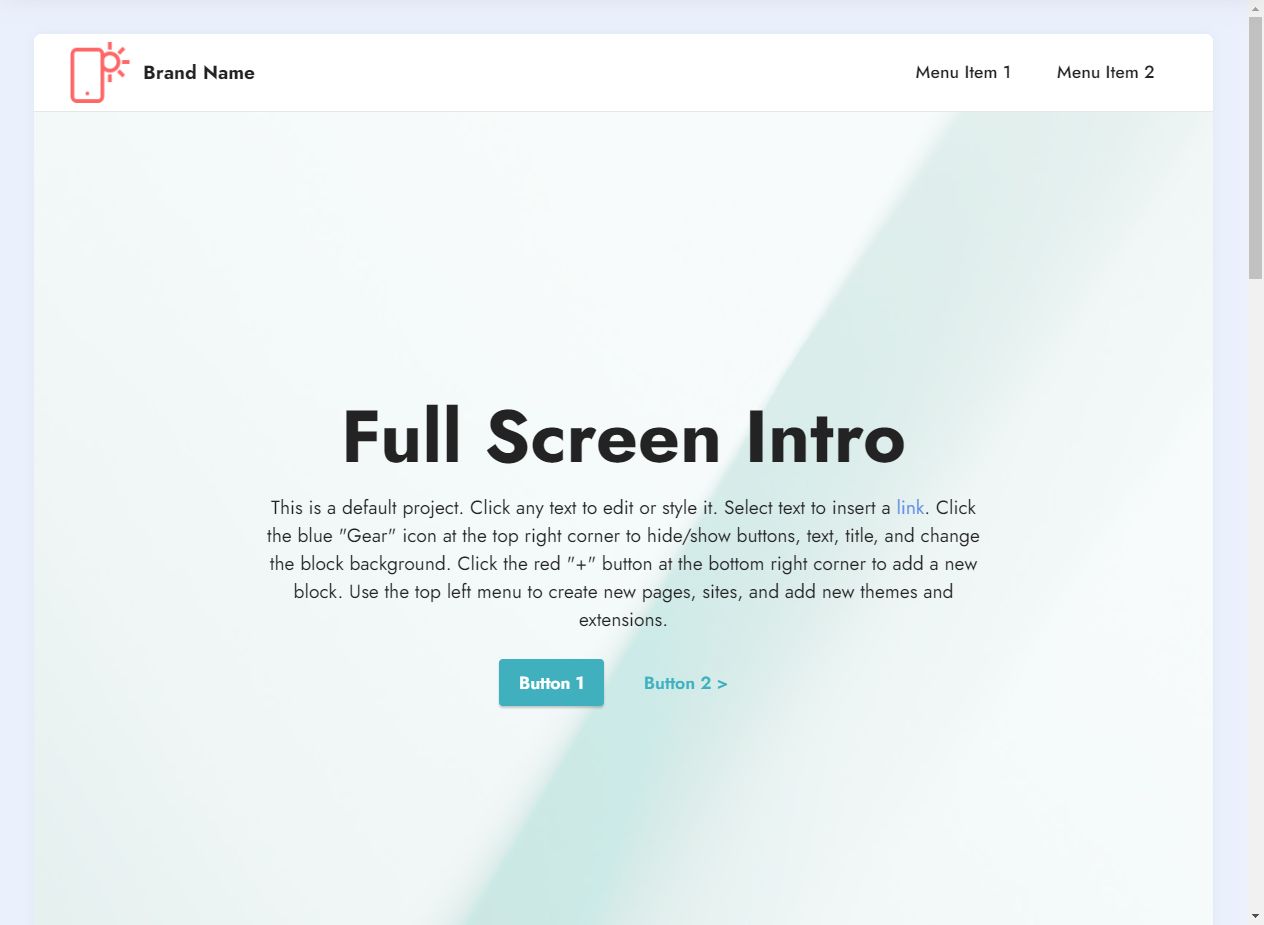 Brand Name
Menu Item 1
Menu Item 2
Full Screen Intro
This is a default project. Click any text to edit or style it. Select text to insert a link. Click
the blue "Gear" icon at the top right corner to hide/show buttons, text, title, and change
the block background. Click the red "+" button at the bottom right corner to add a new
block. Use the top left menu to create new pages, sites, and add new themes and
extensions.
Button 1
Button 2 >